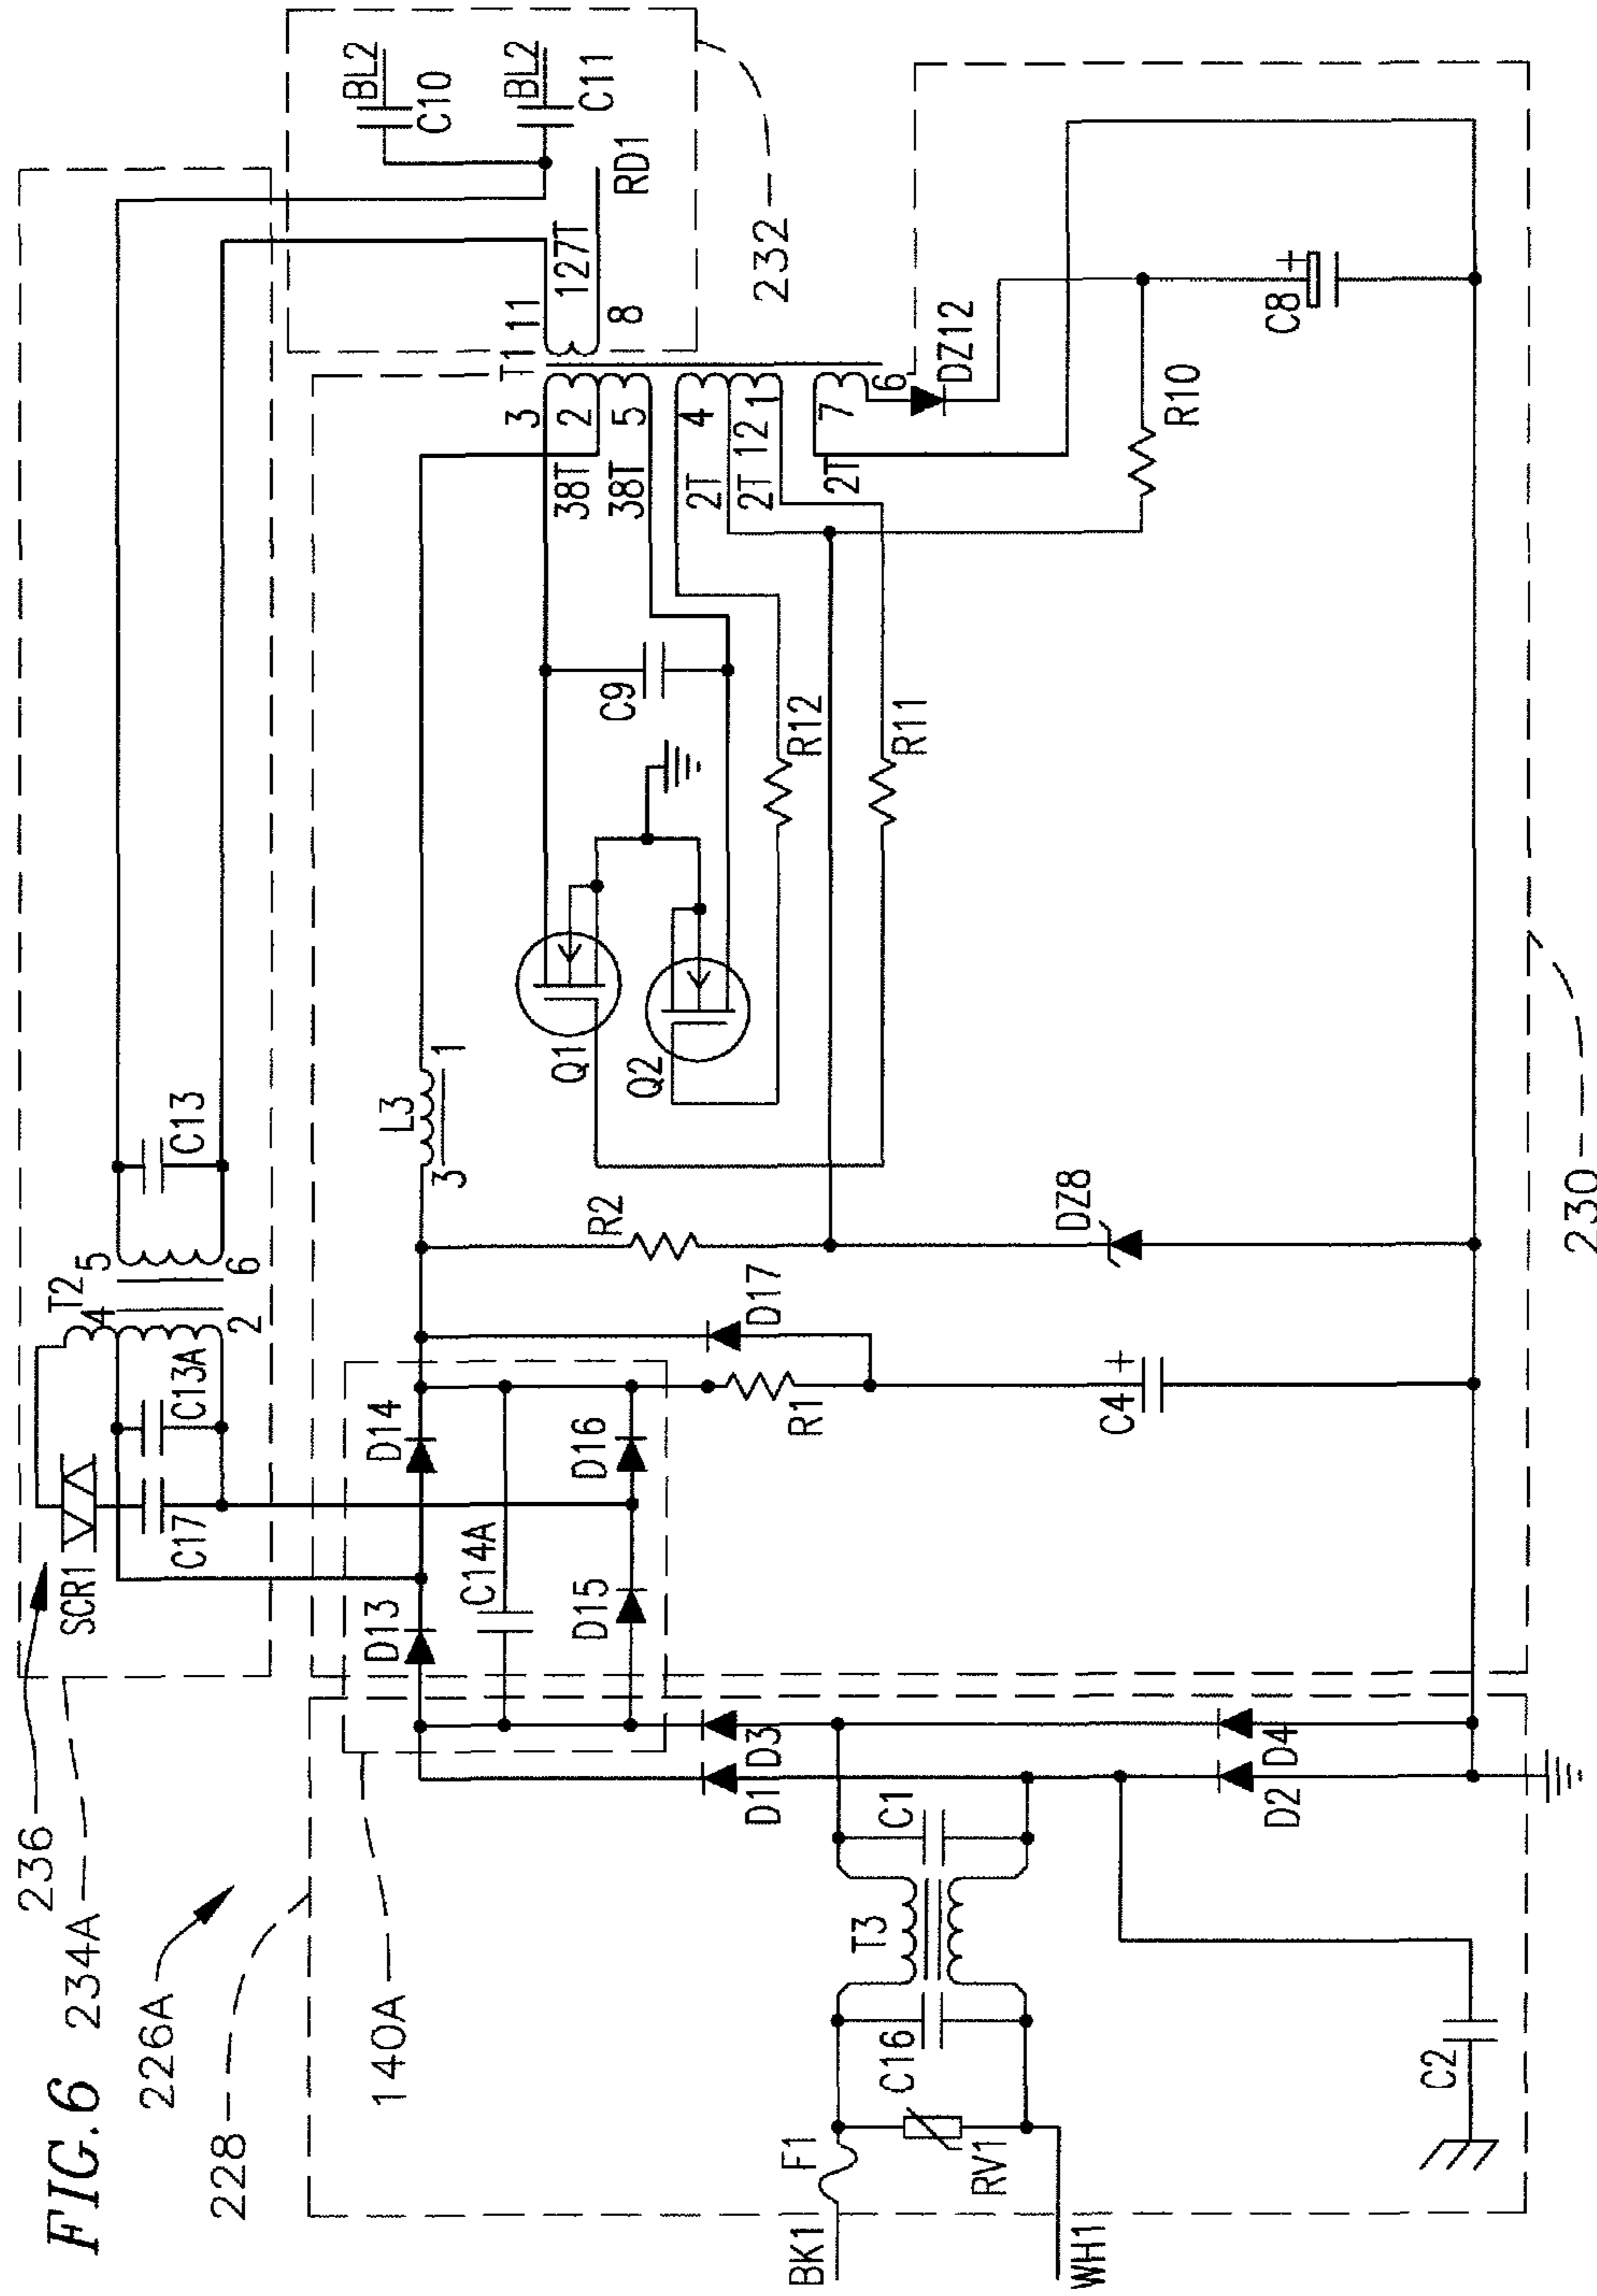 FIG.6
236
234A
226A
228
140A
SCR1
C17
C13A
T2
4
2
5
6
C13
BL2
C10
BL2
C11
RD1
232
T1
11
127T
8
D13
D14
C14A
D15
D16
L3
3
1
R2
D17
R1
C4
+
DZ8
Q1
Q2
C9
R12
R11
3
2
5
38T
38T
4
12
1
2T
2T
7
2T
6
DZ12
R10
C8
+
230
BK1
F1
RV1
WH1
C16
T3
C1
D1
D3
D2
D4
C2